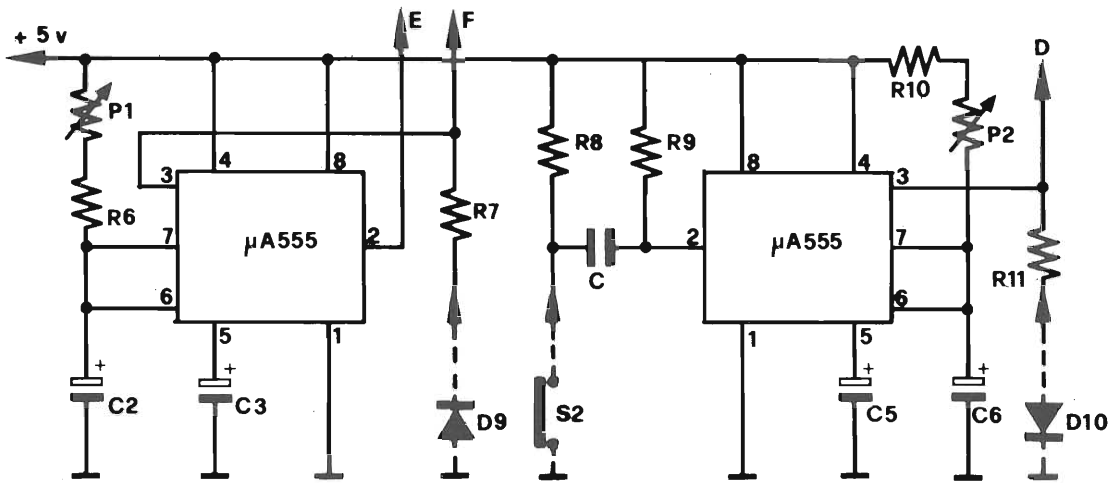 E F
+ 5 v D
P1 R10
R8 R9 P2
4 8 8 4
3 3
R6 R7
7 µA555 2 2 µA555 7
C R11
6 6
5 1 1 5
+ + + +
C2 C3 D9 S2 C5 C6 D10